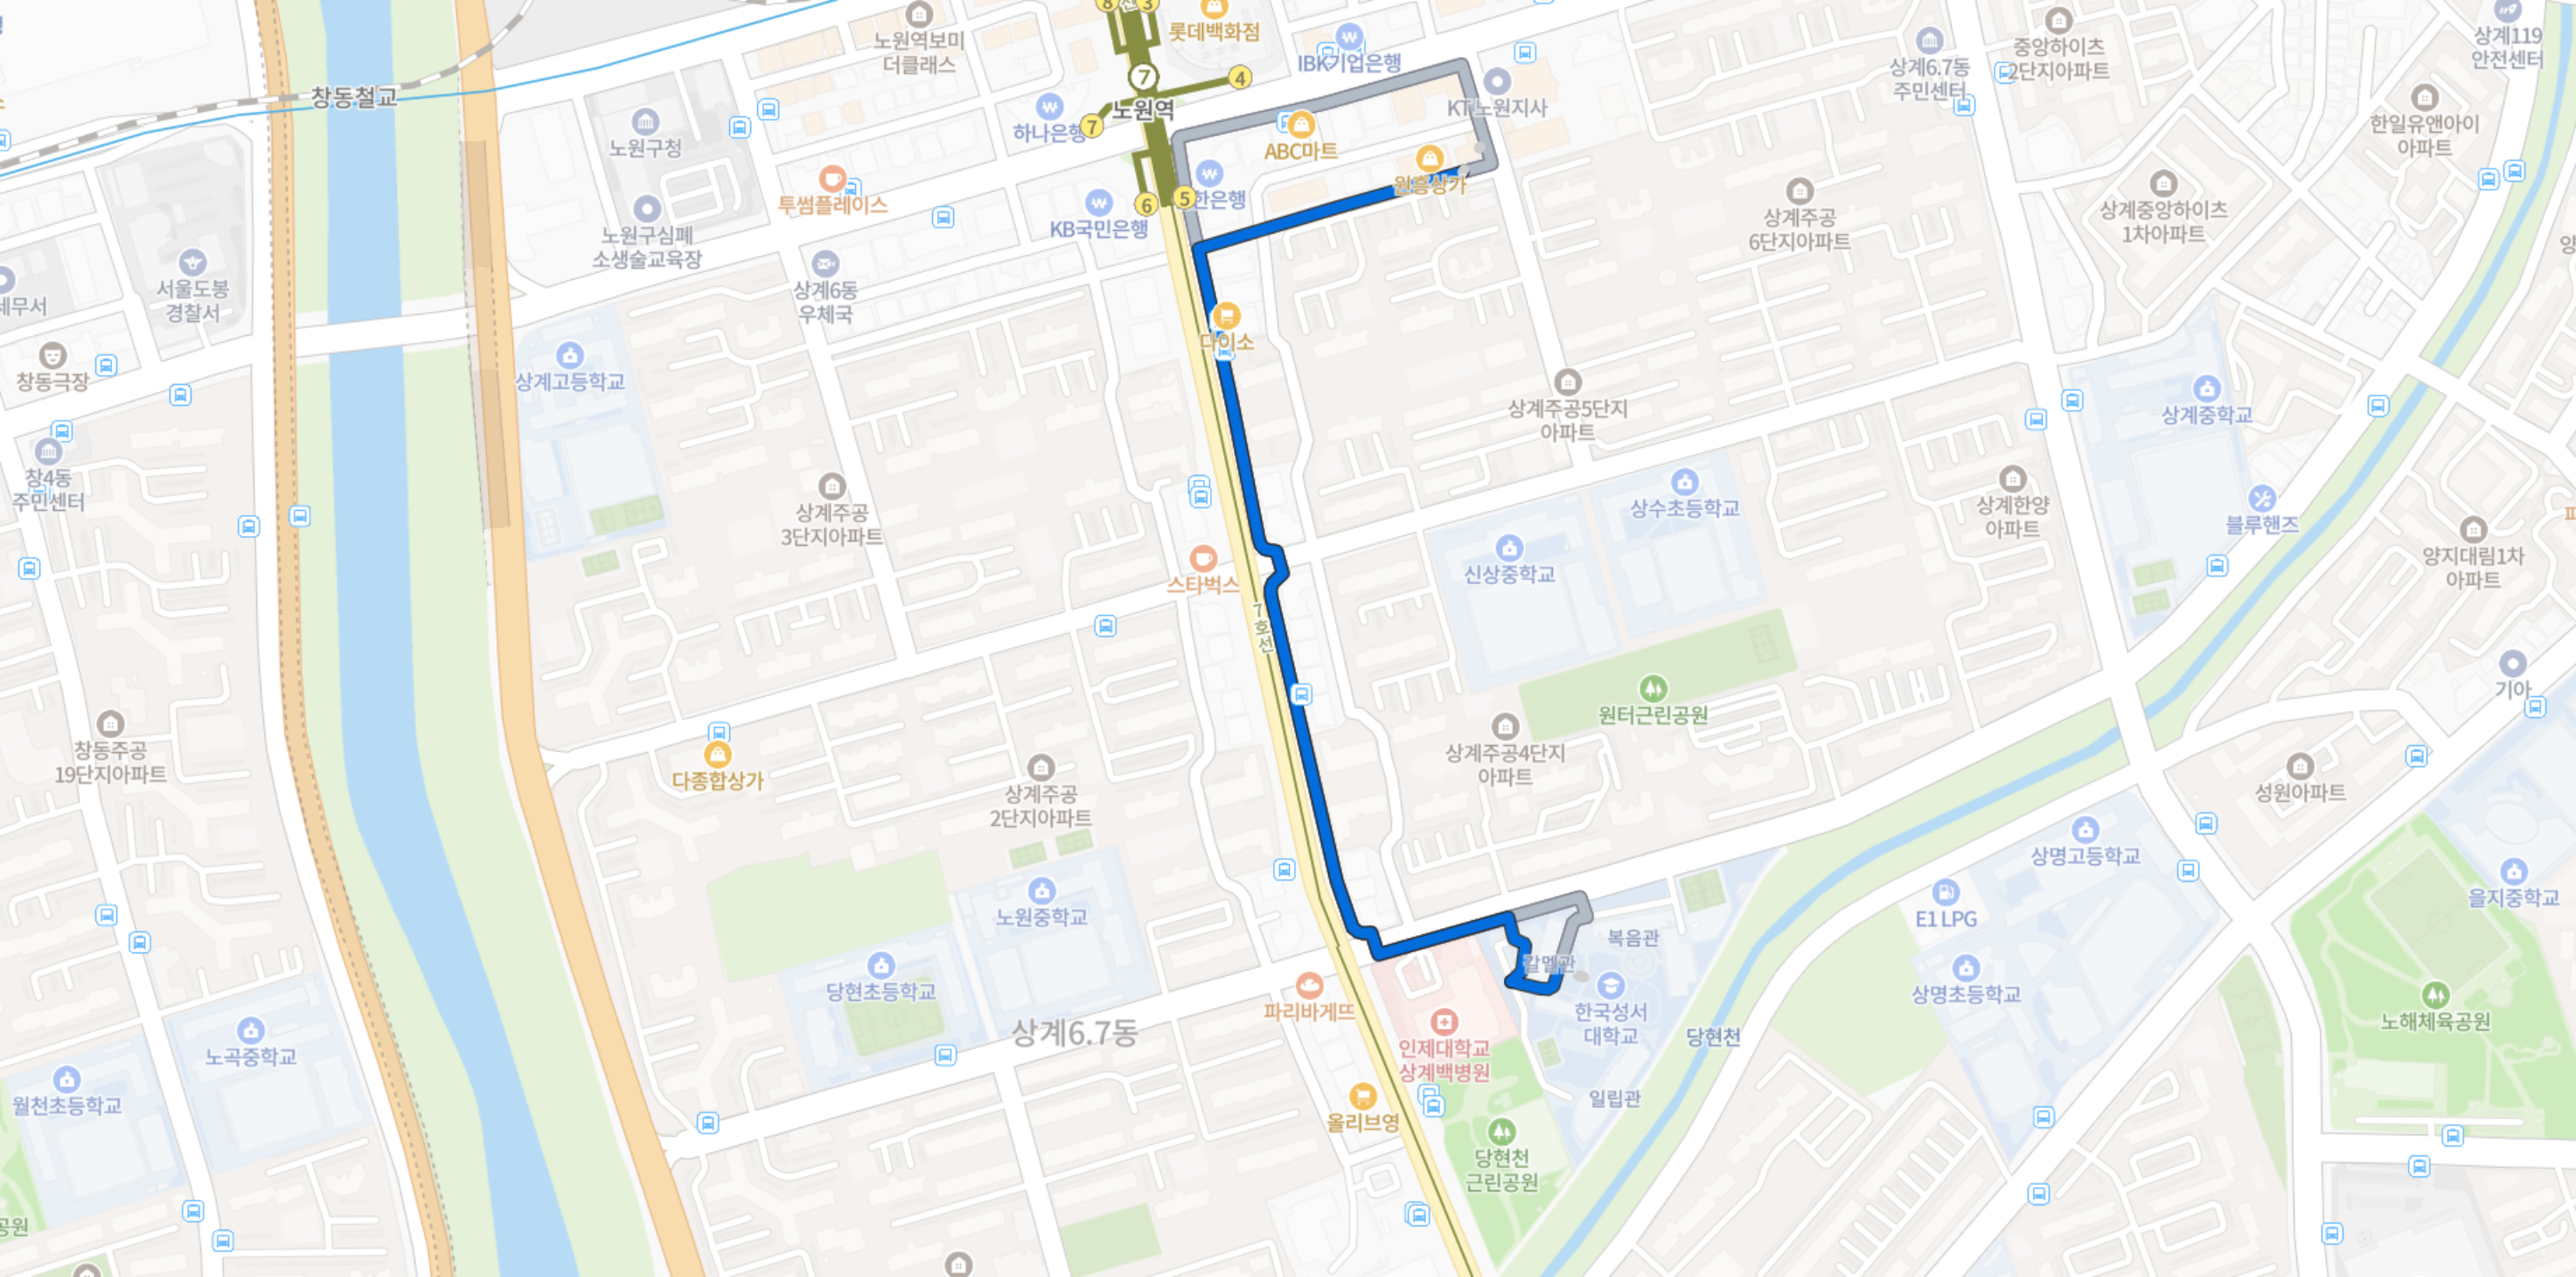 8
3
롯데백화점
노원역보미
더클래스
IBK기업은행
상계6.7동
주민센터
중앙하이츠
2단지아파트
상계119
안전센터
창동철교
7
4
노원역
7
하나은행
KT노원지사
노원구청
ABC마트
한일유앤아이
아파트
투썸플레이스
원흥상가
6
5
KB국민은행
상계주공
6단지아파트
상계중앙하이츠
1차아파트
노원구심폐
소생술교육장
서울도봉
경찰서
세무서
상계6동
우체국
다이소
창동극장
상계고등학교
상계주공5단지
아파트
상계중학교
창4동
주민센터
상계주공
3단지아파트
상수초등학교
상계한양
아파트
블루핸즈
신상중학교
양지대림1차
아파트
스타벅스
7호선
기아
원터근린공원
창동주공
19단지아파트
다종합상가
상계주공
2단지아파트
상계주공4단지
아파트
성원아파트
상명고등학교
노원중학교
E1 LPG
을지중학교
복음관
갈멜관
당현초등학교
파리바게뜨
한국성서
대학교
상명초등학교
노해체육공원
상계6.7동
당현천
노곡중학교
인제대학교
상계백병원
월천초등학교
일립관
올리브영
당현천
근린공원
공원